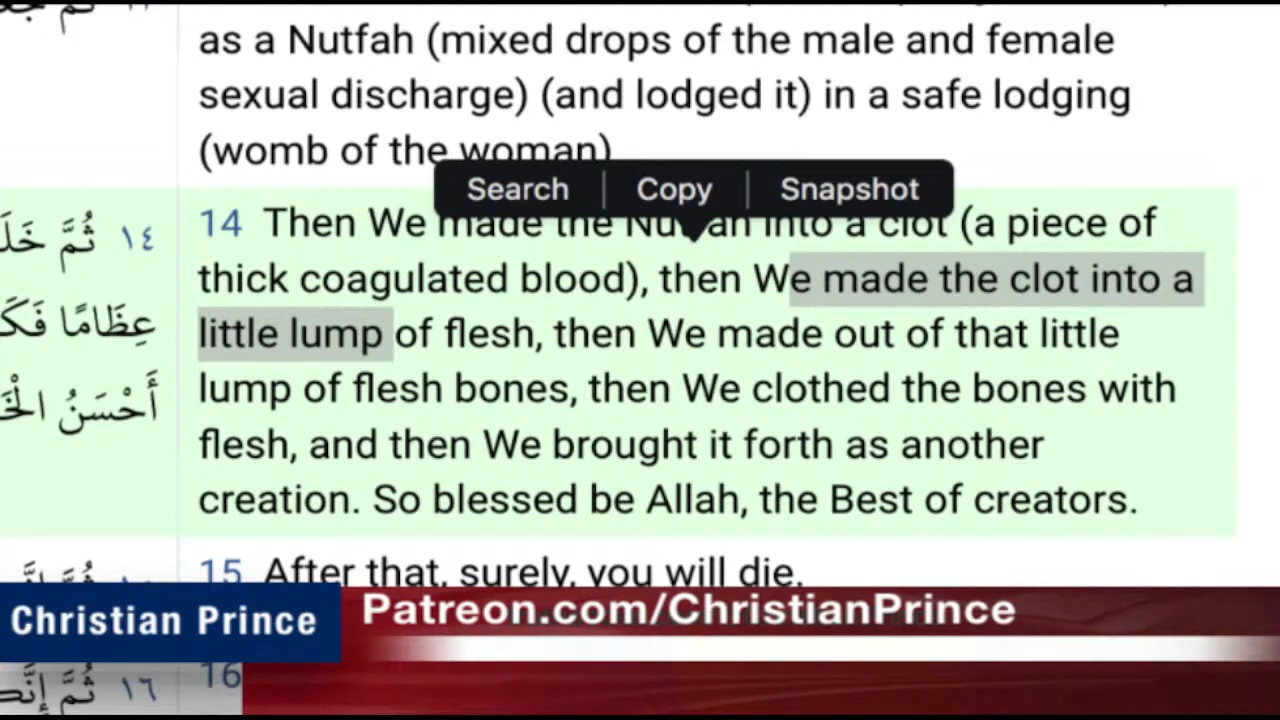 as a Nutfah (mixed drops of the male and female
sexual discharge) (and lodged it) in a safe lodging
(womb of the woman)
Search | Copy | Snapshot
١٤ ثُمَّ
14 Then We made the Nutfah into a clot (a piece of
thick coagulated blood), then We made the clot into a
عِظَامًا
little lump of flesh, then We made out of that little
lump of flesh bones, then We clothed the bones with
أَحْسَنُ
flesh, and then We brought it forth as another
creation. So blessed be Allah, the Best of creators.
15 After that, surely, you will die.
Christian Prince
Patreon.com/ChristianPrince
16
١٦ ثُمَّ